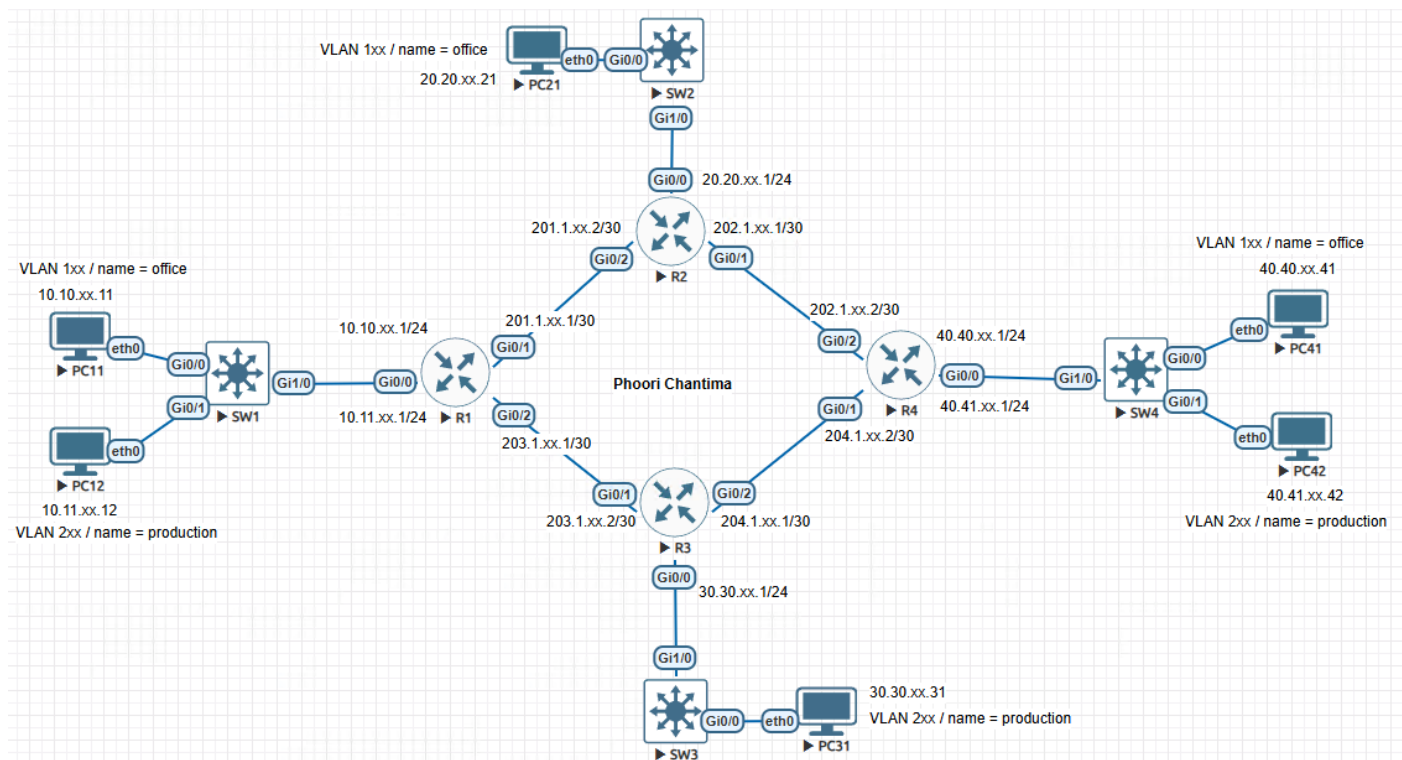 VLAN 1xx / name = office
20.20.xx.21
eth0
Gi0/0
▶ PC21
▶ SW2
Gi1/0
Gi0/0
20.20.xx.1/24
201.1.xx.2/30
202.1.xx.1/30
Gi0/2
Gi0/1
▶ R2
VLAN 1xx / name = office
10.10.xx.11
eth0
▶ PC11
Gi0/0
Gi0/1
▶ SW1
Gi1/0
eth0
▶ PC12
10.11.xx.12
VLAN 2xx / name = production
10.10.xx.1/24
201.1.xx.1/30
Gi0/1
Gi0/0
10.11.xx.1/24
▶ R1
Gi0/2
203.1.xx.1/30
Phoori Chantima
202.1.xx.2/30
Gi0/2
40.40.xx.1/24
Gi0/0
▶ R4
40.41.xx.1/24
Gi0/1
204.1.xx.2/30
VLAN 1xx / name = office
40.40.xx.41
eth0
▶ PC41
Gi0/0
Gi1/0
▶ SW4
Gi0/1
eth0
▶ PC42
40.41.xx.42
VLAN 2xx / name = production
Gi0/1
Gi0/2
203.1.xx.2/30
204.1.xx.1/30
▶ R3
Gi0/0
30.30.xx.1/24
Gi1/0
▶ SW3
Gi0/0
eth0
▶ PC31
30.30.xx.31
VLAN 2xx / name = production